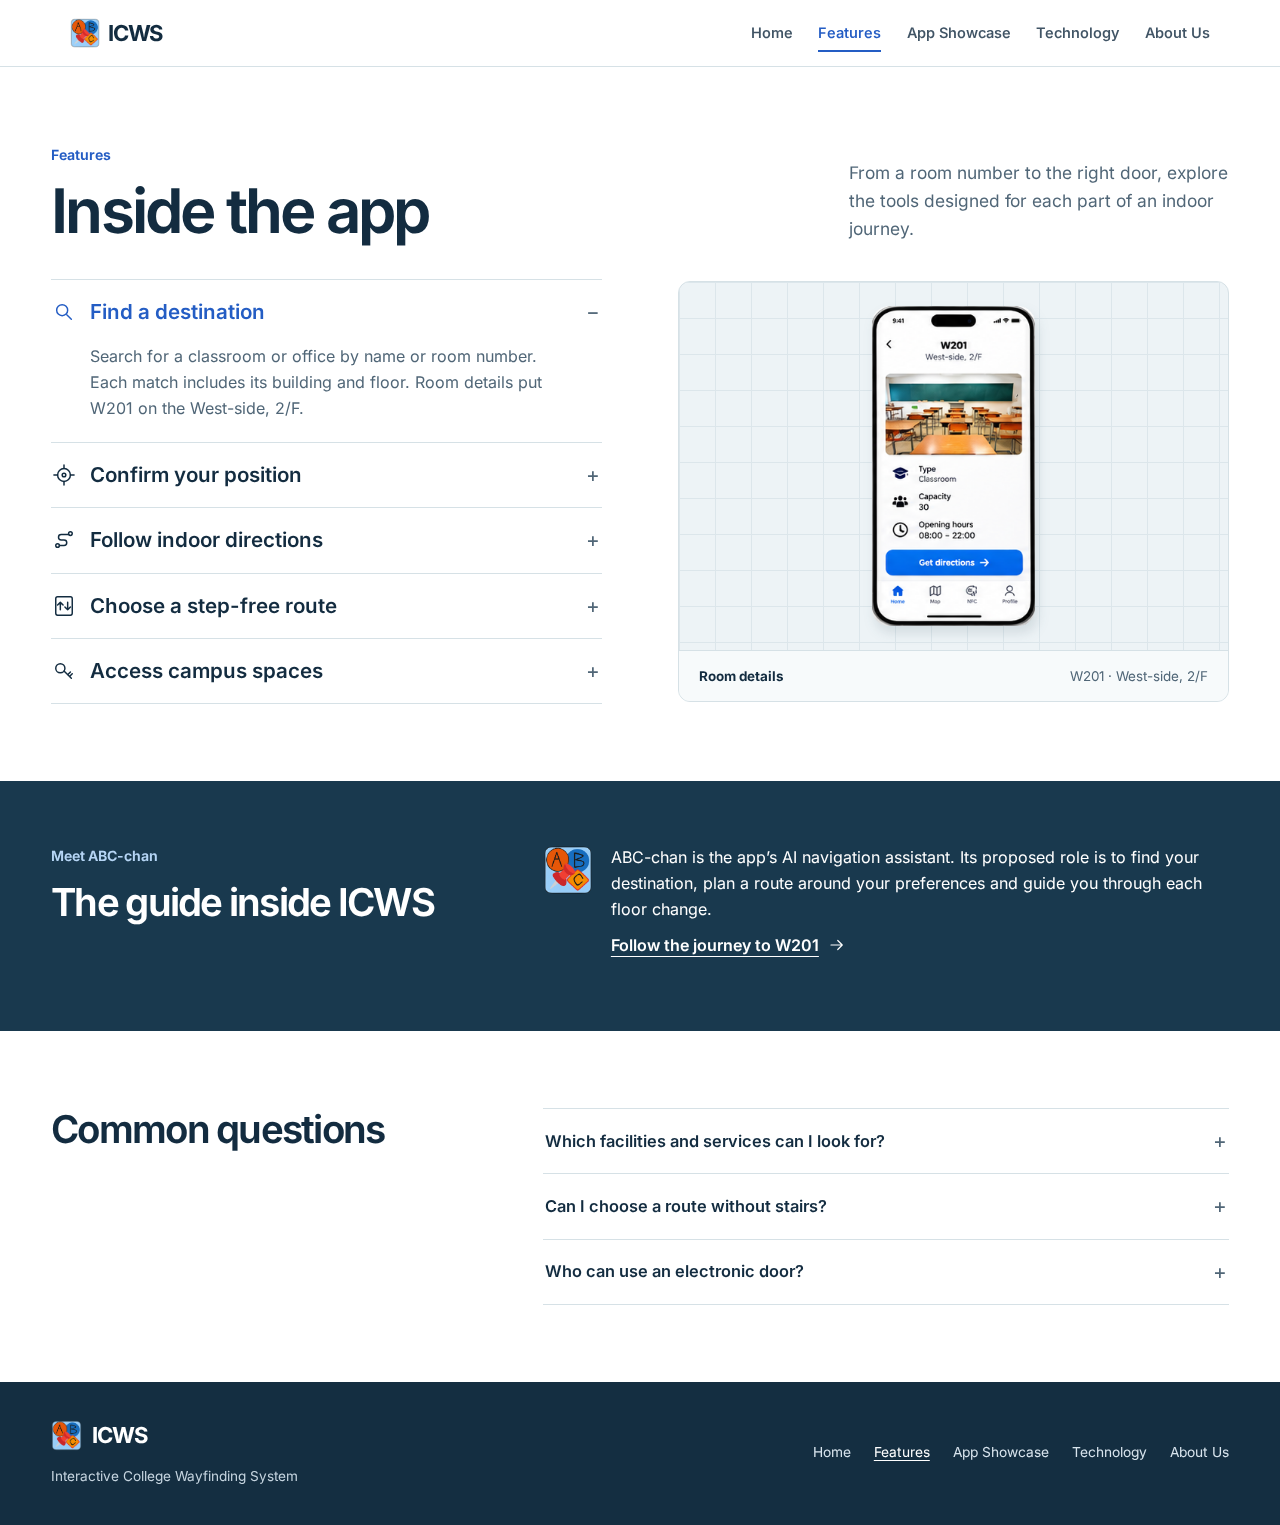 ABC ICWS
Home Features App Showcase Technology About Us
Features
Inside the app
From a room number to the right door, explore
the tools designed for each part of an indoor
journey.
Find a destination −
Search for a classroom or office by name or room number.
Each match includes its building and floor. Room details put
W201 on the West-side, 2/F.
Confirm your position +
Follow indoor directions +
Choose a step-free route +
Access campus spaces +
9:41
W201
West-side, 2/F
Type
Classroom
Capacity
30
Opening hours
08:00 – 22:00
Get directions →
Home Map NFC Profile
Room details W201 · West-side, 2/F
Meet ABC-chan
The guide inside ICWS
ABC
ABC-chan is the app’s AI navigation assistant. Its proposed role is to find your
destination, plan a route around your preferences and guide you through each
floor change.
Follow the journey to W201 →
Common questions
Which facilities and services can I look for? +
Can I choose a route without stairs? +
Who can use an electronic door? +
ABC ICWS
Interactive College Wayfinding System
Home Features App Showcase Technology About Us